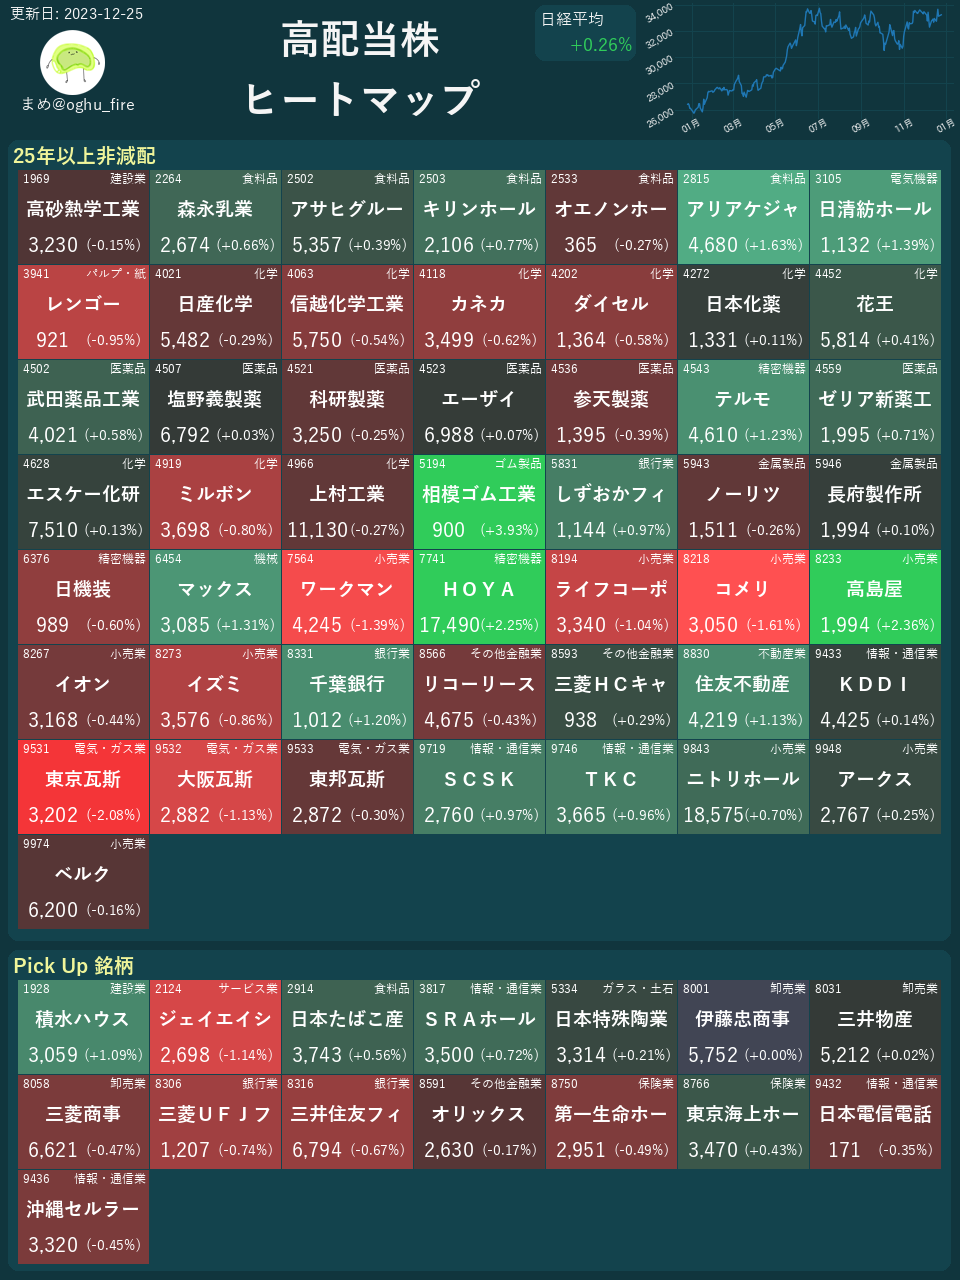 更新日: 2023-12-25
まめ@oghu_fire
高配当株
ヒートマップ
日経平均
+0.26%
34,000
32,000
30,000
28,000
26,000
01月 03月 05月 07月 09月 11月 01月
25年以上非減配
1969 建設業 2264 食料品 2502 食料品 2503 食料品 2533 食料品 2815 食料品 3105 電気機器
高砂熱学工業 森永乳業 アサヒグルー キリンホール オエノンホー アリアケジャ 日清紡ホール
3,230 (-0.15%) 2,674 (+0.66%) 5,357 (+0.39%) 2,106 (+0.77%) 365 (-0.27%) 4,680 (+1.63%) 1,132 (+1.39%)
3941 パルプ・紙 4021 化学 4063 化学 4118 化学 4202 化学 4272 化学 4452 化学
レンゴー 日産化学 信越化学工業 カネカ ダイセル 日本化薬 花王
921 (-0.95%) 5,482 (-0.29%) 5,750 (-0.54%) 3,499 (-0.62%) 1,364 (-0.58%) 1,331 (+0.11%) 5,814 (+0.41%)
4502 医薬品 4507 医薬品 4521 医薬品 4523 医薬品 4536 医薬品 4543 精密機器 4559 医薬品
武田薬品工業 塩野義製薬 科研製薬 エーザイ 参天製薬 テルモ ゼリア新薬工
4,021 (+0.58%) 6,792 (+0.03%) 3,250 (-0.25%) 6,988 (+0.07%) 1,395 (-0.39%) 4,610 (+1.23%) 1,995 (+0.71%)
4628 化学 4919 化学 4966 化学 5194 ゴム製品 5831 銀行業 5943 金属製品 5946 金属製品
エスケー化研 ミルボン 上村工業 相模ゴム工業 しずおかフィ ノーリツ 長府製作所
7,510 (+0.13%) 3,698 (-0.80%) 11,130 (-0.27%) 900 (+3.93%) 1,144 (+0.97%) 1,511 (-0.26%) 1,994 (+0.10%)
6376 精密機器 6454 機械 7564 小売業 7741 精密機器 8194 小売業 8218 小売業 8233 小売業
日機装 マックス ワークマン ＨＯＹＡ ライフコーポ コメリ 高島屋
989 (-0.60%) 3,085 (+1.31%) 4,245 (-1.39%) 17,490 (+2.25%) 3,340 (-1.04%) 3,050 (-1.61%) 1,994 (+2.36%)
8267 小売業 8273 小売業 8331 銀行業 8566 その他金融業 8593 その他金融業 8830 不動産業 9433 情報・通信業
イオン イズミ 千葉銀行 リコーリース 三菱ＨＣキャ 住友不動産 ＫＤＤＩ
3,168 (-0.44%) 3,576 (-0.86%) 1,012 (+1.20%) 4,675 (-0.43%) 938 (+0.29%) 4,219 (+1.13%) 4,425 (+0.14%)
9531 電気・ガス業 9532 電気・ガス業 9533 電気・ガス業 9719 情報・通信業 9746 情報・通信業 9843 小売業 9948 小売業
東京瓦斯 大阪瓦斯 東邦瓦斯 ＳＣＳＫ ＴＫＣ ニトリホール アークス
3,202 (-2.08%) 2,882 (-1.13%) 2,872 (-0.30%) 2,760 (+0.97%) 3,665 (+0.96%) 18,575 (+0.70%) 2,767 (+0.25%)
9974 小売業
ベルク
6,200 (-0.16%)
Pick Up 銘柄
1928 建設業 2124 サービス業 2914 食料品 3817 情報・通信業 5334 ガラス・土石 8001 卸売業 8031 卸売業
積水ハウス ジェイエイシ 日本たばこ産 ＳＲＡホール 日本特殊陶業 伊藤忠商事 三井物産
3,059 (+1.09%) 2,698 (-1.14%) 3,743 (+0.56%) 3,500 (+0.72%) 3,314 (+0.21%) 5,752 (+0.00%) 5,212 (+0.02%)
8058 卸売業 8306 銀行業 8316 銀行業 8591 その他金融業 8750 保険業 8766 保険業 9432 情報・通信業
三菱商事 三菱ＵＦＪフ 三井住友フィ オリックス 第一生命ホー 東京海上ホー 日本電信電話
6,621 (-0.47%) 1,207 (-0.74%) 6,794 (-0.67%) 2,630 (-0.17%) 2,951 (-0.49%) 3,470 (+0.43%) 171 (-0.35%)
9436 情報・通信業
沖縄セルラー
3,320 (-0.45%)